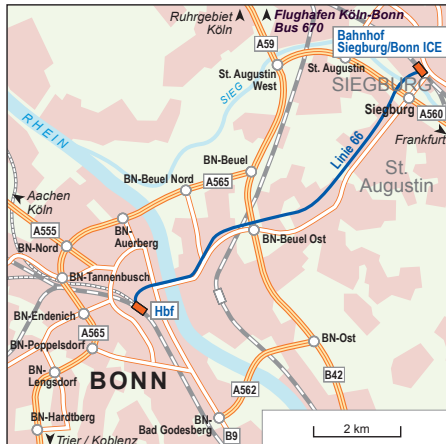 Ruhrgebiet
Köln
Flughafen Köln-Bonn
Bus 670
A59
Bahnhof
Siegburg/Bonn ICE
St. Augustin
West
St. Augustin
SIEGBURG
SIEG
Siegburg
A560
RHEIN
Frankfurt
Linie 66
BN-Beuel
BN-Beuel Nord
A565
St.
Augustin
Aachen
Köln
A555
BN-
Auerberg
BN-Nord
BN-Beuel Ost
BN-Tannenbusch
Hbf
BN-Endenich
A565
BN-Poppelsdorf
BN-Ost
BN-
Lengsdorf
BONN
A562
B42
BN-Hardtberg
BN-
Bad Godesberg
B9
2 km
Trier / Koblenz